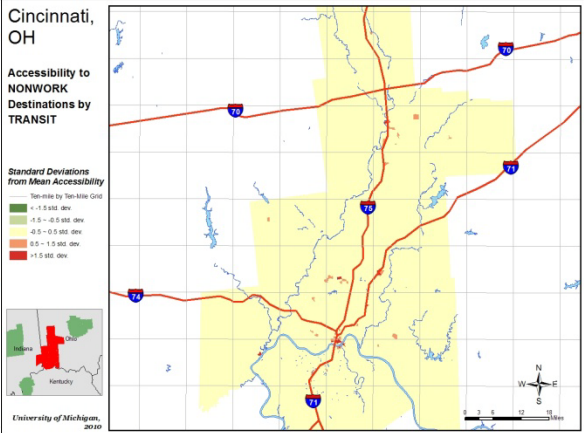 Cincinnati,
OH
Accessibility to
NONWORK
Destinations by
TRANSIT
Standard Deviations
from Mean Accessibility
Ten-mile by Ten-Mile Grid
< -1.5 std. dev.
-1.5 ~ -0.5 std. dev.
-0.5 ~ 0.5 std. dev.
0.5 ~ 1.5 std. dev.
>1.5 std. dev.
Indiana
Ohio
Kentucky
University of Michigan,
2010
70
70
71
75
74
71
N
W E
S
0 3 6 12 18
Miles